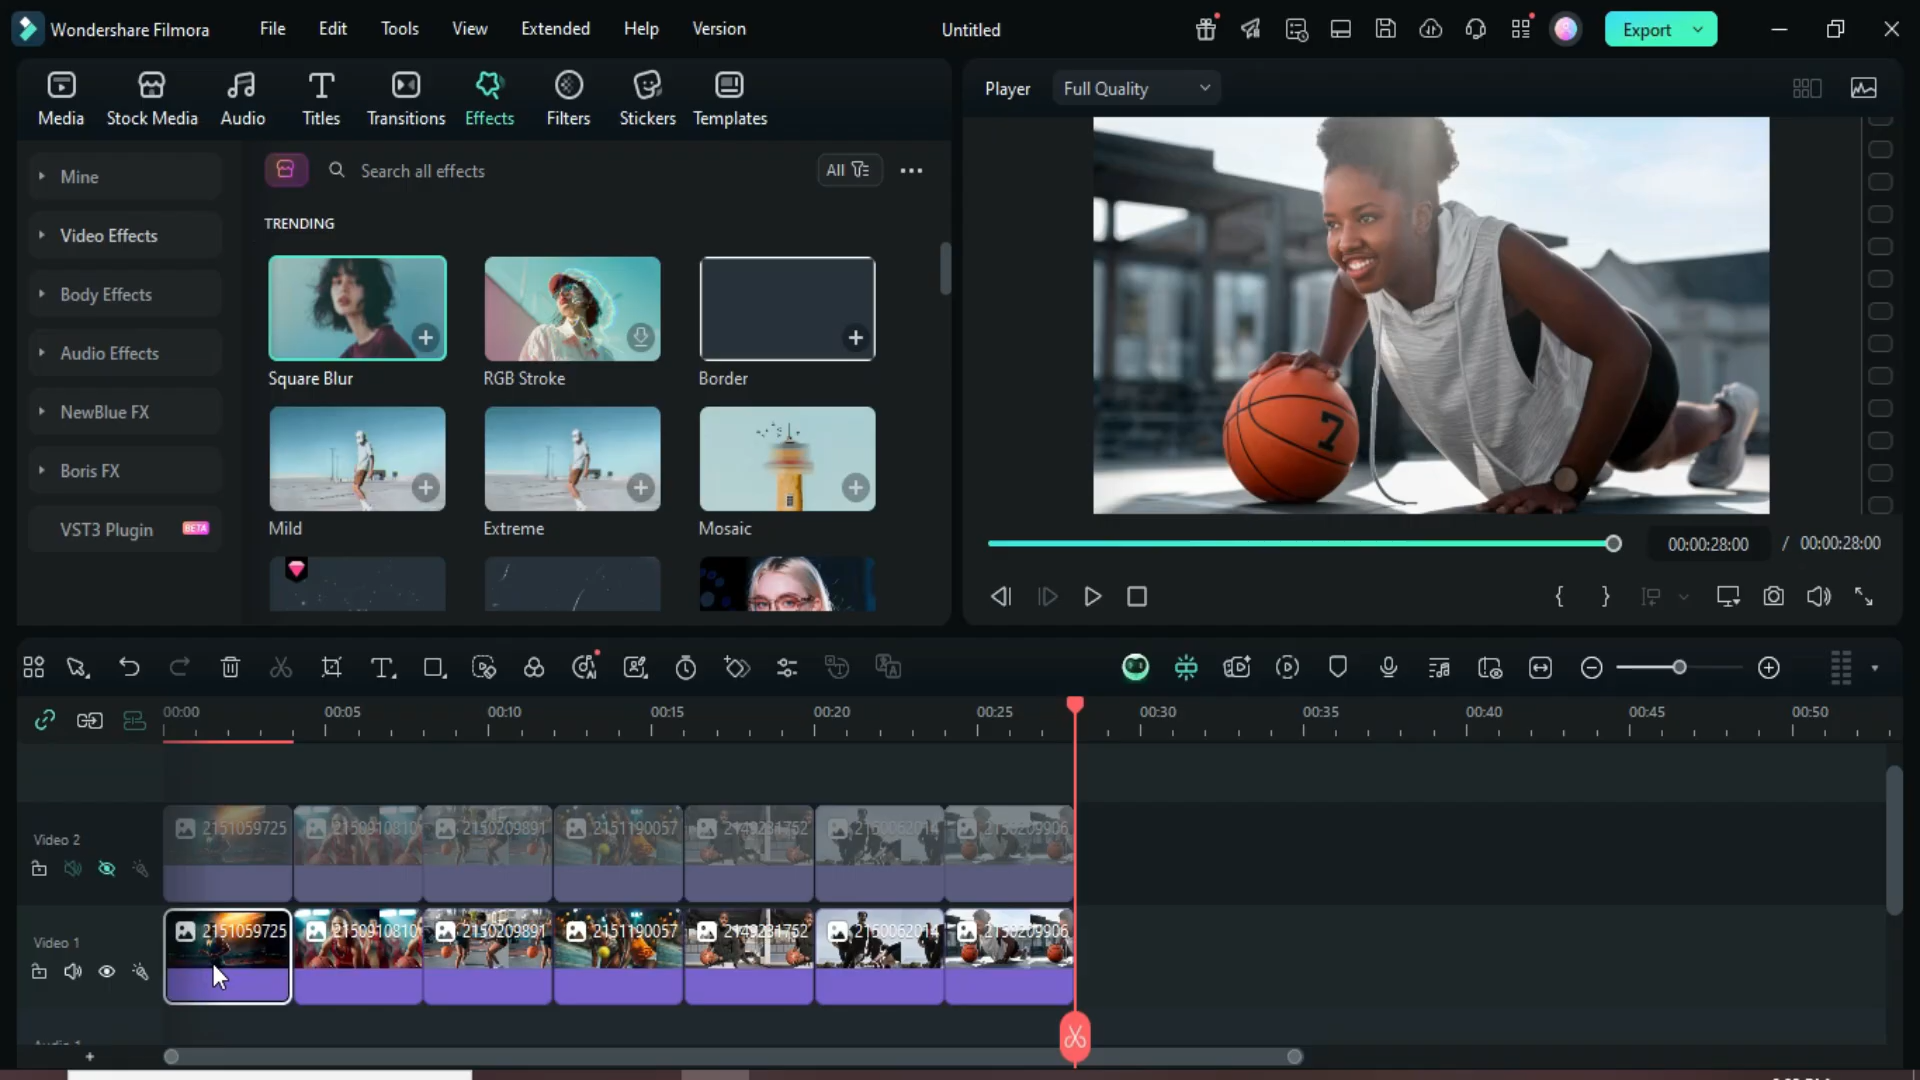 Wondershare Filmora
File
Edit
Tools
View
Extended
Help
Version
Untitled
Export
Media
Stock Media
Audio
Titles
Transitions
Effects
Filters
Stickers
Templates
Player
Full Quality
Mine
Video Effects
Body Effects
Audio Effects
NewBlue FX
Boris FX
VST3 Plugin
BETA
Search all effects
All
TRENDING
Square Blur
RGB Stroke
Border
Mild
Extreme
Mosaic
7
00:00:28:00 / 00:00:28:00
00:00
00:05
00:10
00:15
00:20
00:25
00:30
00:35
00:40
00:45
00:50
Video 2
2151059725
2150910810
2150209891
2151190057
2149281752
2150062014
2150209906
Video 1
2151059725
2150910810
2150209891
2151190057
2149281752
2150062014
2150209906